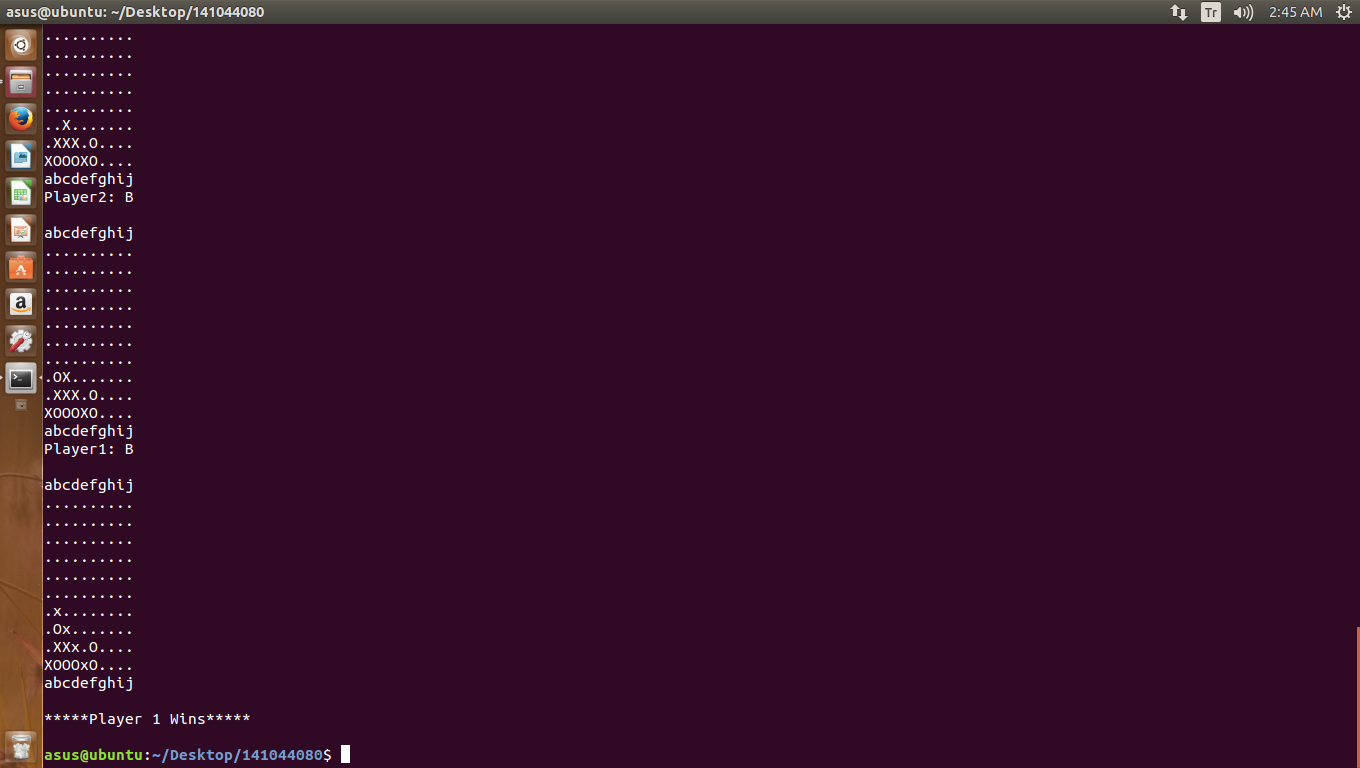 asus@ubuntu: ~/Desktop/141044080
Tr
2:45 AM
..........
..........
..........
..........
..........
..X.......
.XXX.O....
XOOOXO....
abcdefghij
Player2: B
abcdefghij
..........
..........
..........
..........
..........
..........
..........
.OX.......
.XXX.O....
XOOOXO....
abcdefghij
Player1: B
abcdefghij
..........
..........
..........
..........
..........
..........
.x........
.Ox.......
.XXx.O....
XOOOxO....
abcdefghij
*****Player 1 Wins*****
asus@ubuntu:~/Desktop/141044080$